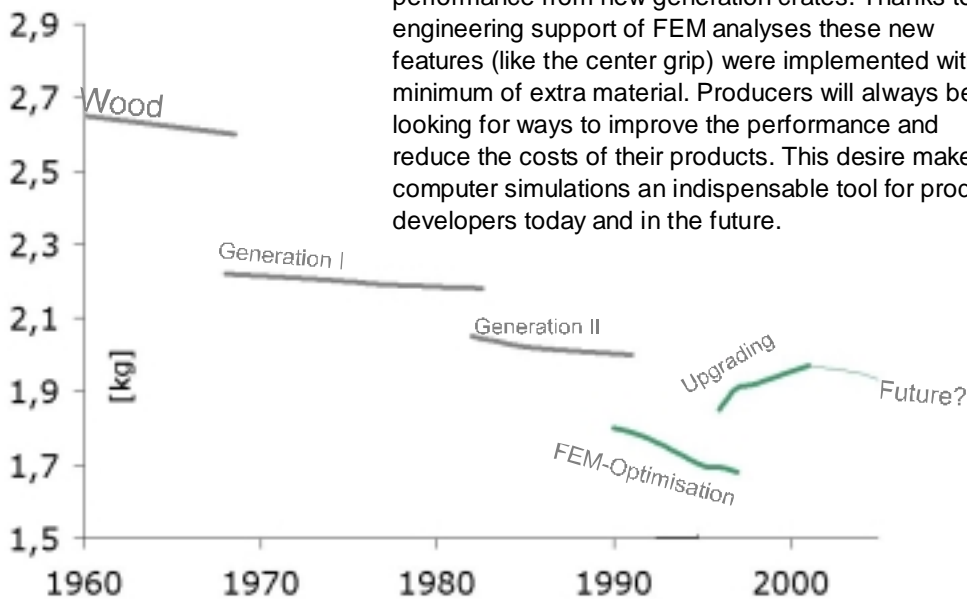 performance from new generation crates. Thanks to
engineering support of FEM analyses these new
features (like the center grip) were implemented wit
minimum of extra material. Producers will always be
looking for ways to improve the performance and
reduce the costs of their products. This desire make
computer simulations an indispensable tool for prod
developers today and in the future.
2,9
2,7
2,5
2,3
2,1
1,9
1,7
1,5
[kg]
Wood
Generation I
Generation II
Upgrading
Future?
FEM-Optimisation
1960 1970 1980 1990 2000